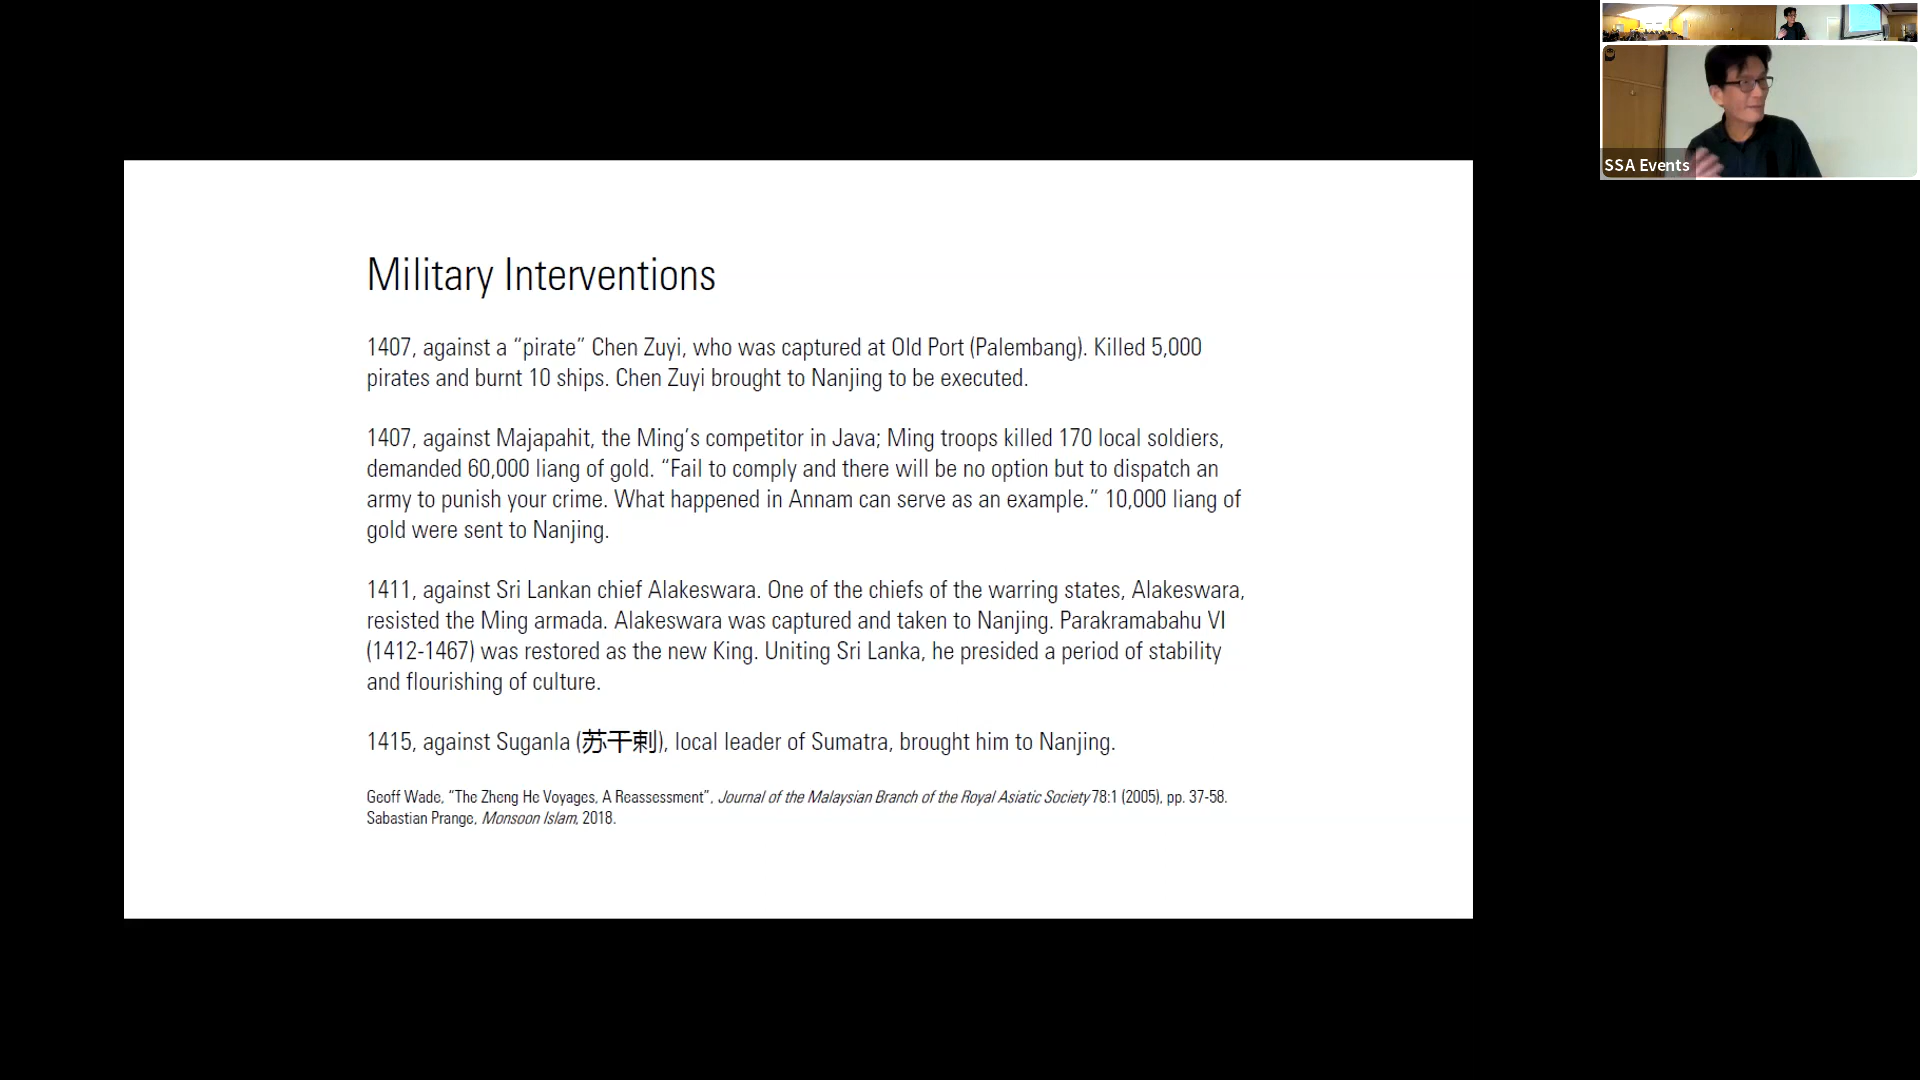 SSA Events
Military Interventions
1407, against a “pirate” Chen Zuyi, who was captured at Old Port (Palembang). Killed 5,000
pirates and burnt 10 ships. Chen Zuyi brought to Nanjing to be executed.
1407, against Majapahit, the Ming’s competitor in Java; Ming troops killed 170 local soldiers,
demanded 60,000 liang of gold. “Fail to comply and there will be no option but to dispatch an
army to punish your crime. What happened in Annam can serve as an example.” 10,000 liang of
gold were sent to Nanjing.
1411, against Sri Lankan chief Alakeswara. One of the chiefs of the warring states, Alakeswara,
resisted the Ming armada. Alakeswara was captured and taken to Nanjing. Parakramabahu VI
(1412-1467) was restored as the new King. Uniting Sri Lanka, he presided a period of stability
and flourishing of culture.
1415, against Suganla (苏干剌), local leader of Sumatra, brought him to Nanjing.
Geoff Wade, “The Zheng He Voyages, A Reassessment”, Journal of the Malaysian Branch of the Royal Asiatic Society 78:1 (2005), pp. 37-58.
Sabastian Prange, Monsoon Islam, 2018.